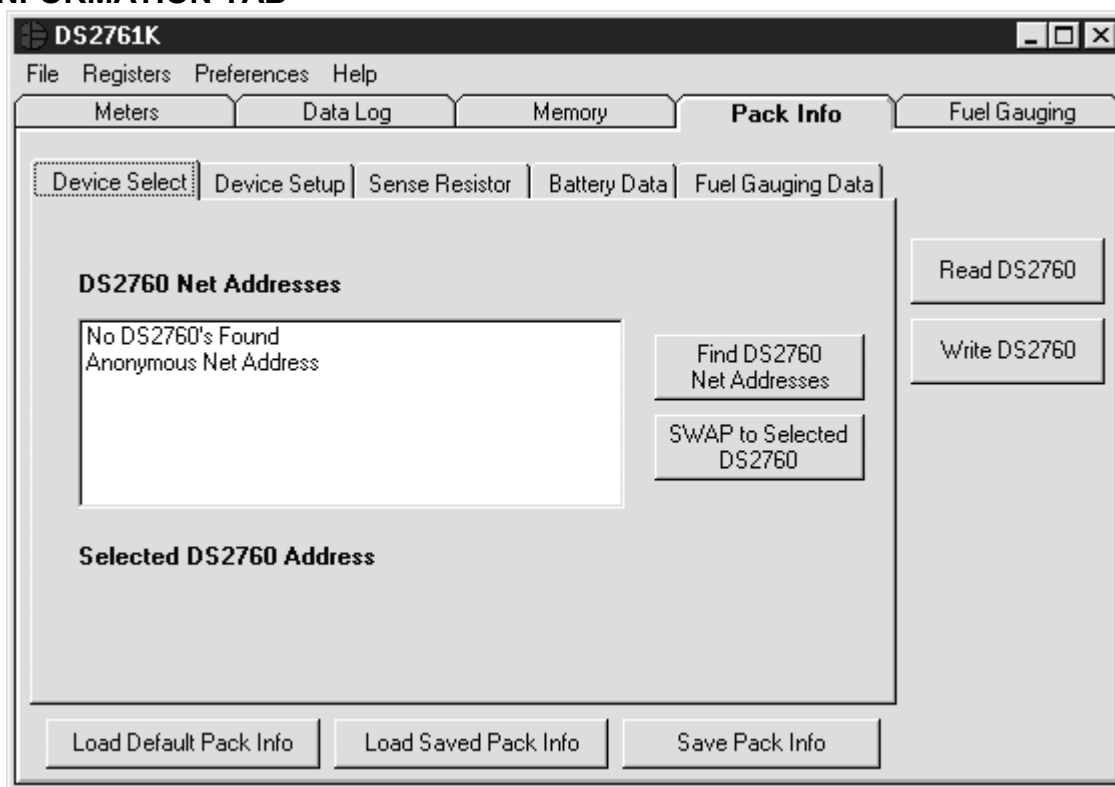 NFORMATION TAB
DS2761K
File Registers Preferences Help
Meters Data Log Memory Pack Info Fuel Gauging
Device Select Device Setup Sense Resistor Battery Data Fuel Gauging Data
DS2760 Net Addresses
No DS2760's Found
Anonymous Net Address
Find DS2760
Net Addresses
SWAP to Selected
DS2760
Read DS2760
Write DS2760
Selected DS2760 Address
Load Default Pack Info Load Saved Pack Info Save Pack Info